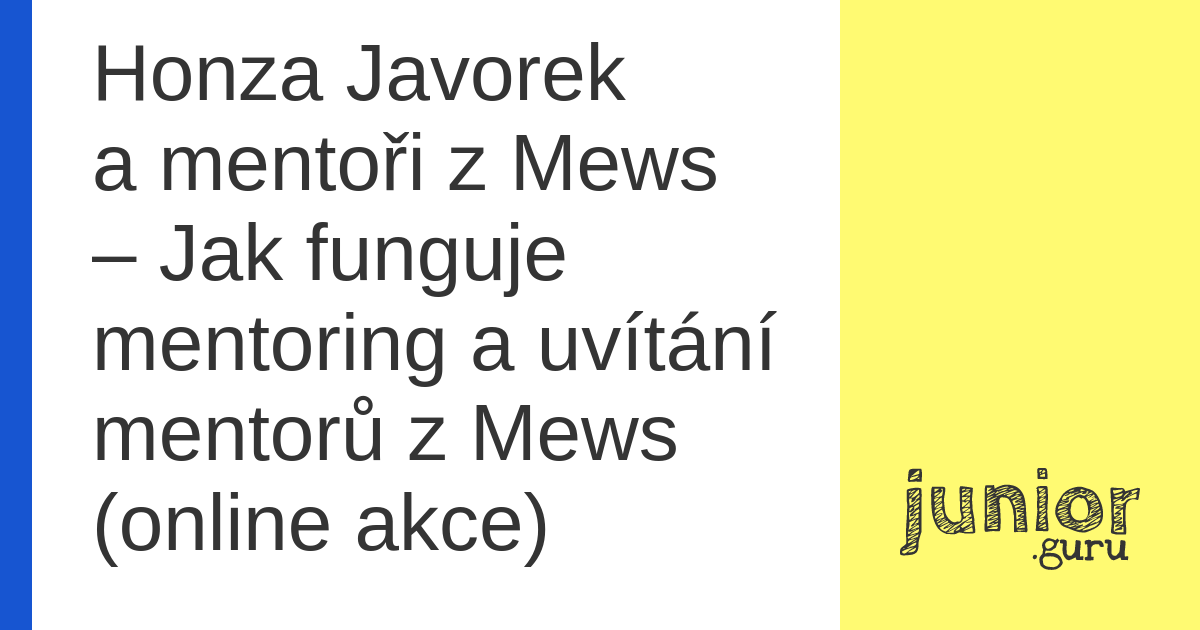 Honza Javorek
a mentoři z Mews
– Jak funguje
mentoring a uvítání
mentorů z Mews
(online akce)
junior
.guru